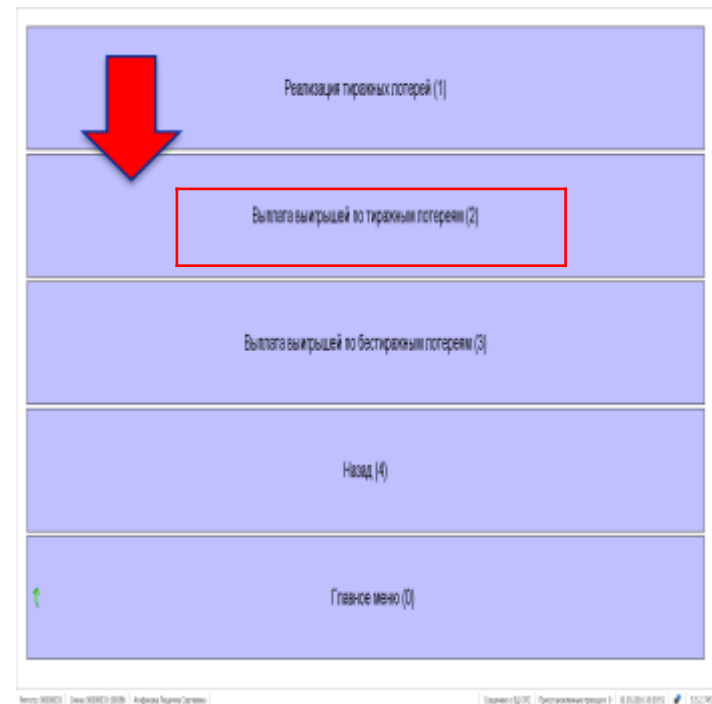 Реализация тиражных лотерей (1)
Выплата выигрышей по тиражным лотереям (2)
Выплата выигрышей по бестиражным лотереям (3)
Назад (4)
Главное меню (0)